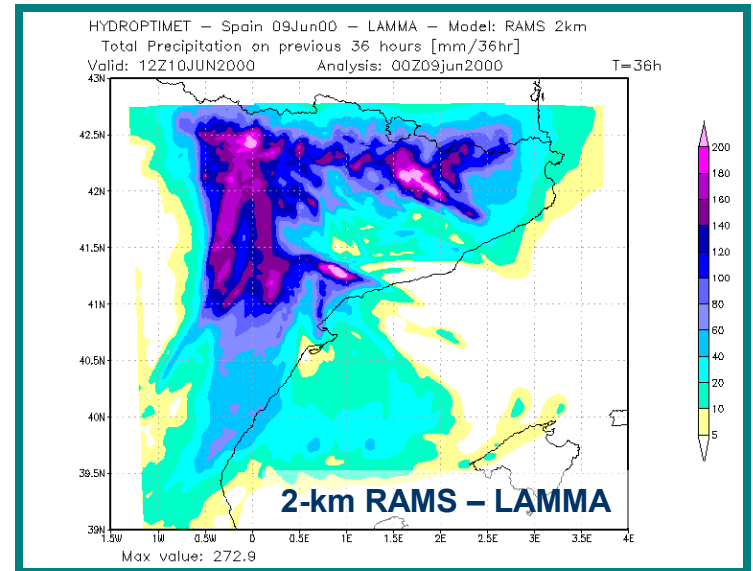 HYDROPTIMET – Spain 09Jun00 – LAMMA – Model: RAMS 2km
Total Precipitation on previous 36 hours [mm/36hr]
Valid: 12Z10JUN2000 Analysis: 00Z09jun2000 T=36h
43N
42.5N
42N
41.5N
41N
40.5N
40N
39.5N
39N
1.5W 1W 0.5W 0 0.5E 1E 1.5E 2E 2.5E 3E 3.5E 4E
200
180
160
140
120
100
80
60
40
20
10
5
2-km RAMS – LAMMA
Max value: 272.9